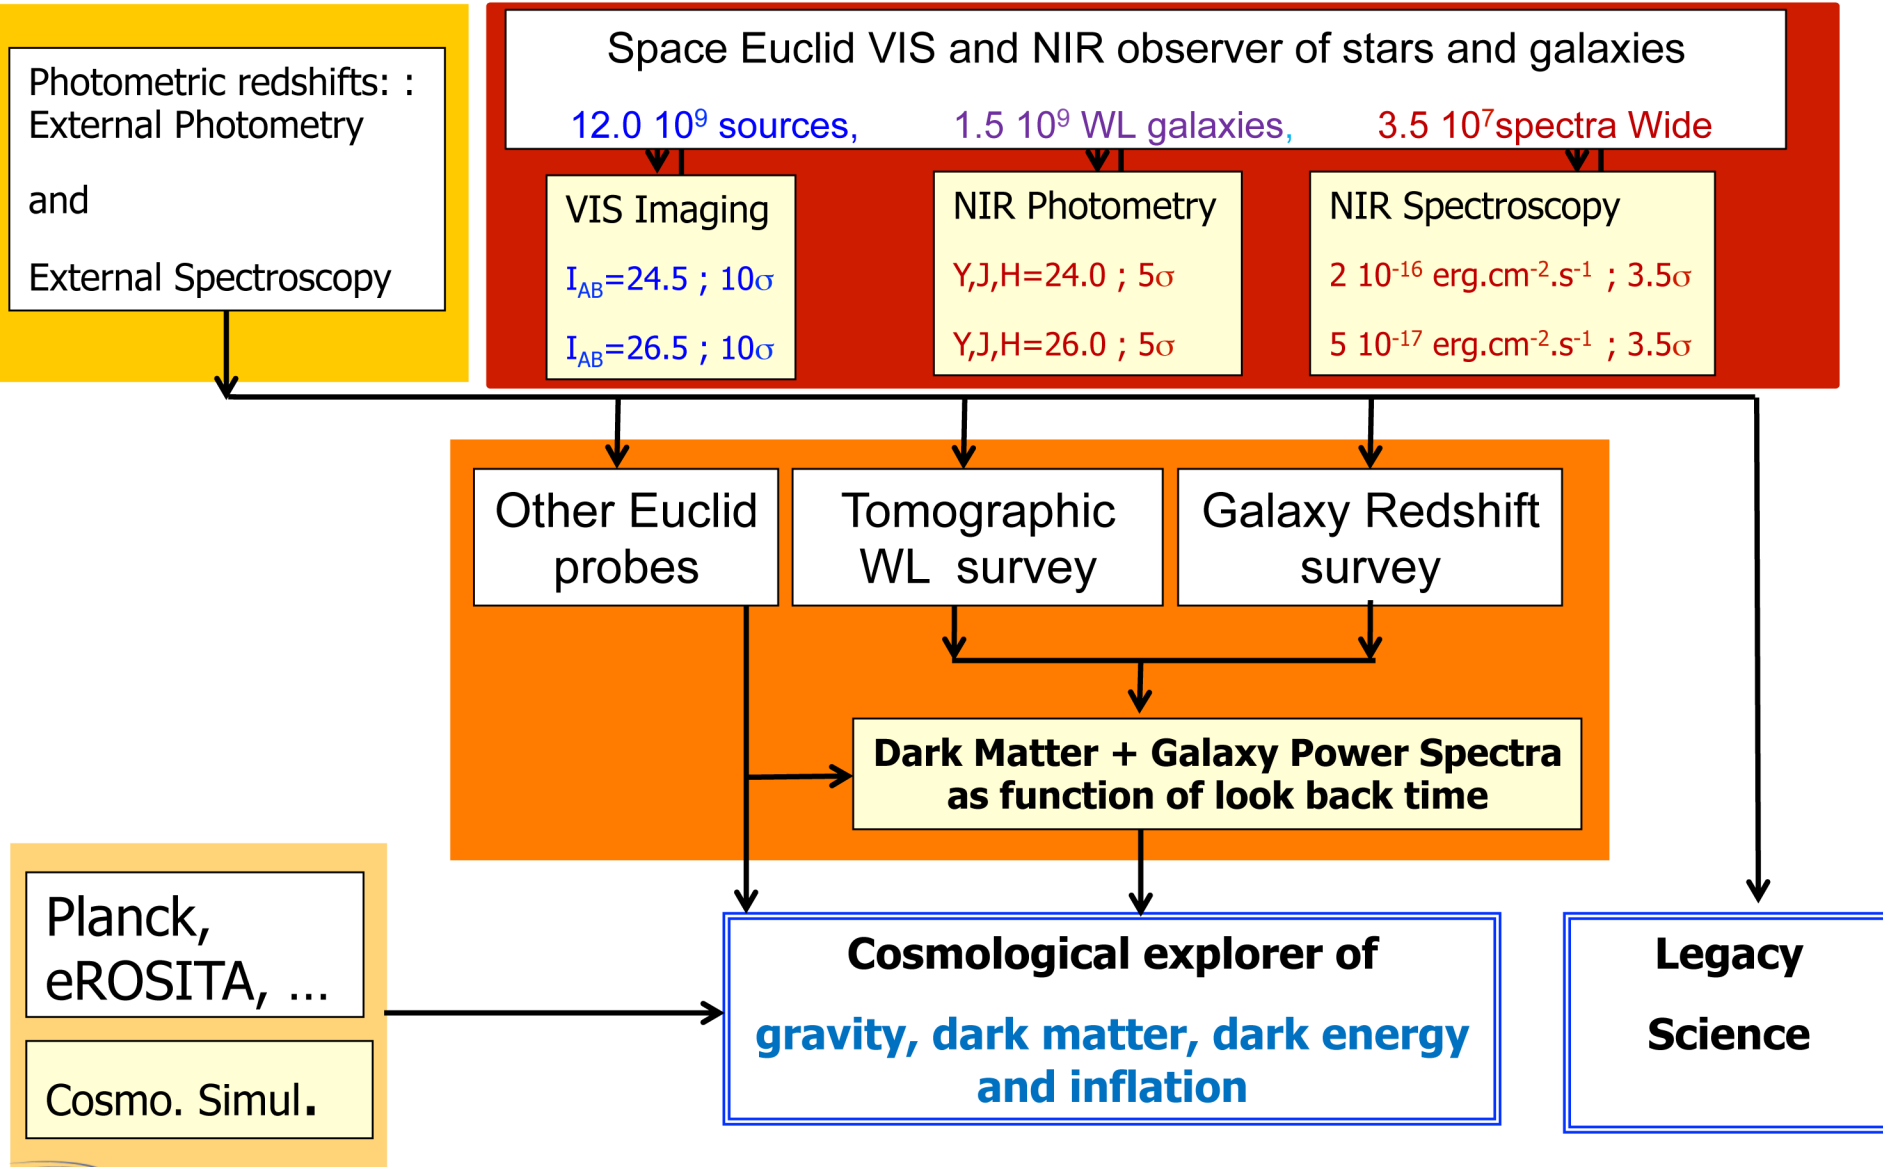 Photometric redshifts: :
External Photometry
and
External Spectroscopy
Space Euclid VIS and NIR observer of stars and galaxies
12.0 10⁹ sources, 1.5 10⁹ WL galaxies, 3.5 10⁷spectra Wide
VIS Imaging
I_AB=24.5 ; 10σ
I_AB=26.5 ; 10σ
NIR Photometry
Y,J,H=24.0 ; 5σ
Y,J,H=26.0 ; 5σ
NIR Spectroscopy
2 10⁻¹⁶ erg.cm⁻².s⁻¹ ; 3.5σ
5 10⁻¹⁷ erg.cm⁻².s⁻¹ ; 3.5σ
Other Euclid
probes
Tomographic
WL survey
Galaxy Redshift
survey
Dark Matter + Galaxy Power Spectra
as function of look back time
Planck,
eROSITA, ...
Cosmo. Simul.
Cosmological explorer of
gravity, dark matter, dark energy
and inflation
Legacy
Science